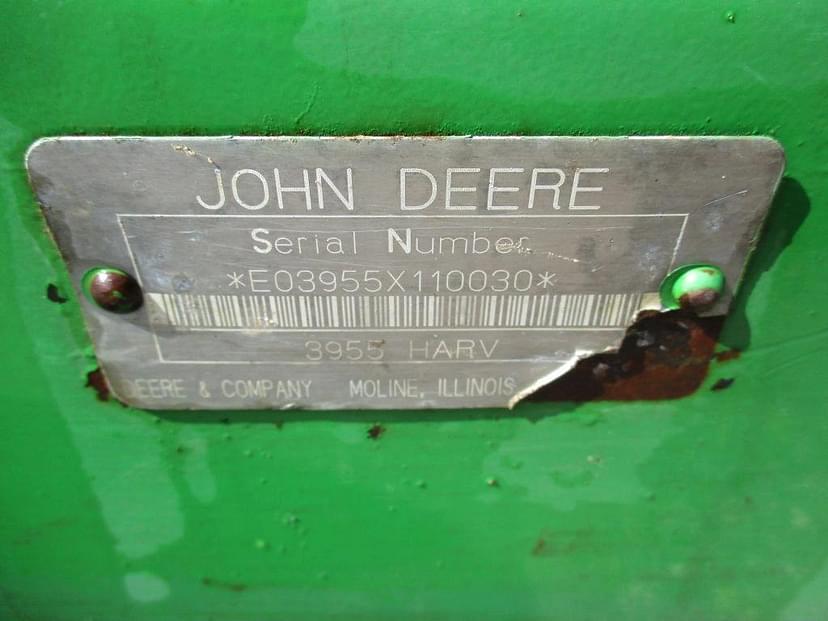 JOHN DEERE
Serial Number
*E03955X110030*
3955 HARV
DEERE & COMPANY MOLINE, ILLINOIS